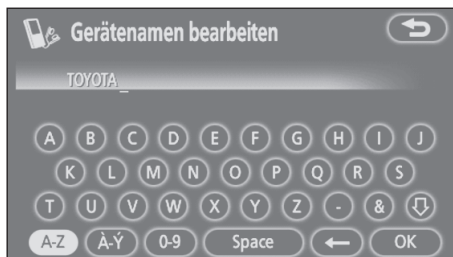 Gerätenamen bearbeiten
TOYOTA_
A B C D E F G H I J
K L M N O P Q R S
T U V W X Y Z - &
A-Z À-Ý 0-9 Space ← OK